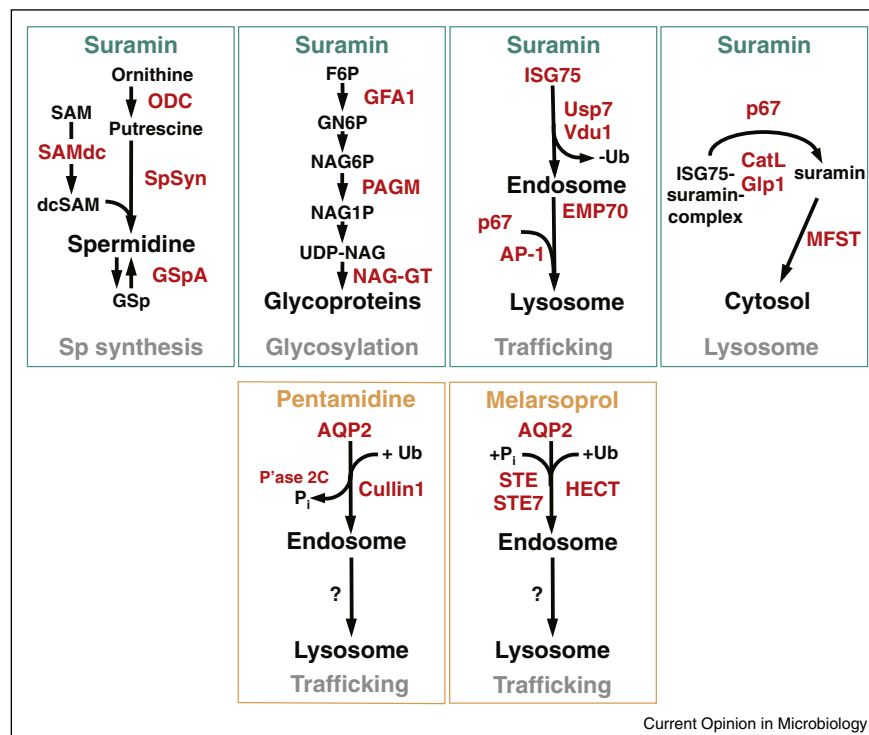 Suramin
Ornithine
ODC
SAM
Putrescine
SAMdc
SpSyn
dcSAM
Spermidine
GSpA
GSp
Sp synthesis
Suramin
F6P
GFA1
GN6P
NAG6P
PAGM
NAG1P
UDP-NAG
NAG-GT
Glycoproteins
Glycosylation
Suramin
ISG75
Usp7
Vdu1
-Ub
Endosome
EMP70
p67
AP-1
Lysosome
Trafficking
Suramin
p67
ISG75-
suramin-
complex
CatL
Glp1
suramin
MFST
Cytosol
Lysosome
Pentamidine
AQP2
+ Ub
P'ase 2C
Pi
Cullin1
Endosome
?
Lysosome
Trafficking
Melarsoprol
AQP2
+Pi
+Ub
STE
STE7
HECT
Endosome
?
Lysosome
Trafficking
Current Opinion in Microbiology